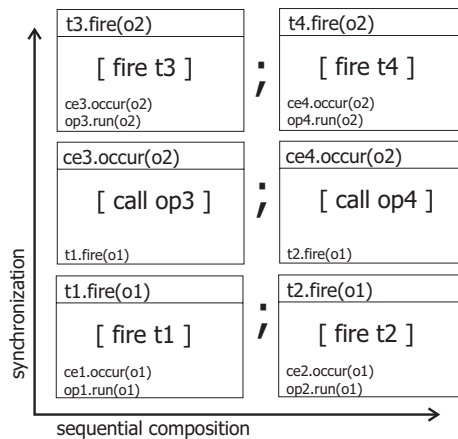 t3.fire(o2)
[ fire t3 ]
ce3.occur(o2)
op3.run(o2)
;
t4.fire(o2)
[ fire t4 ]
ce4.occur(o2)
op4.run(o2)
ce3.occur(o2)
[ call op3 ]
t1.fire(o1)
;
ce4.occur(o2)
[ call op4 ]
t2.fire(o1)
t1.fire(o1)
[ fire t1 ]
ce1.occur(o1)
op1.run(o1)
;
t2.fire(o1)
[ fire t2 ]
ce2.occur(o1)
op2.run(o1)
synchronization
sequential composition